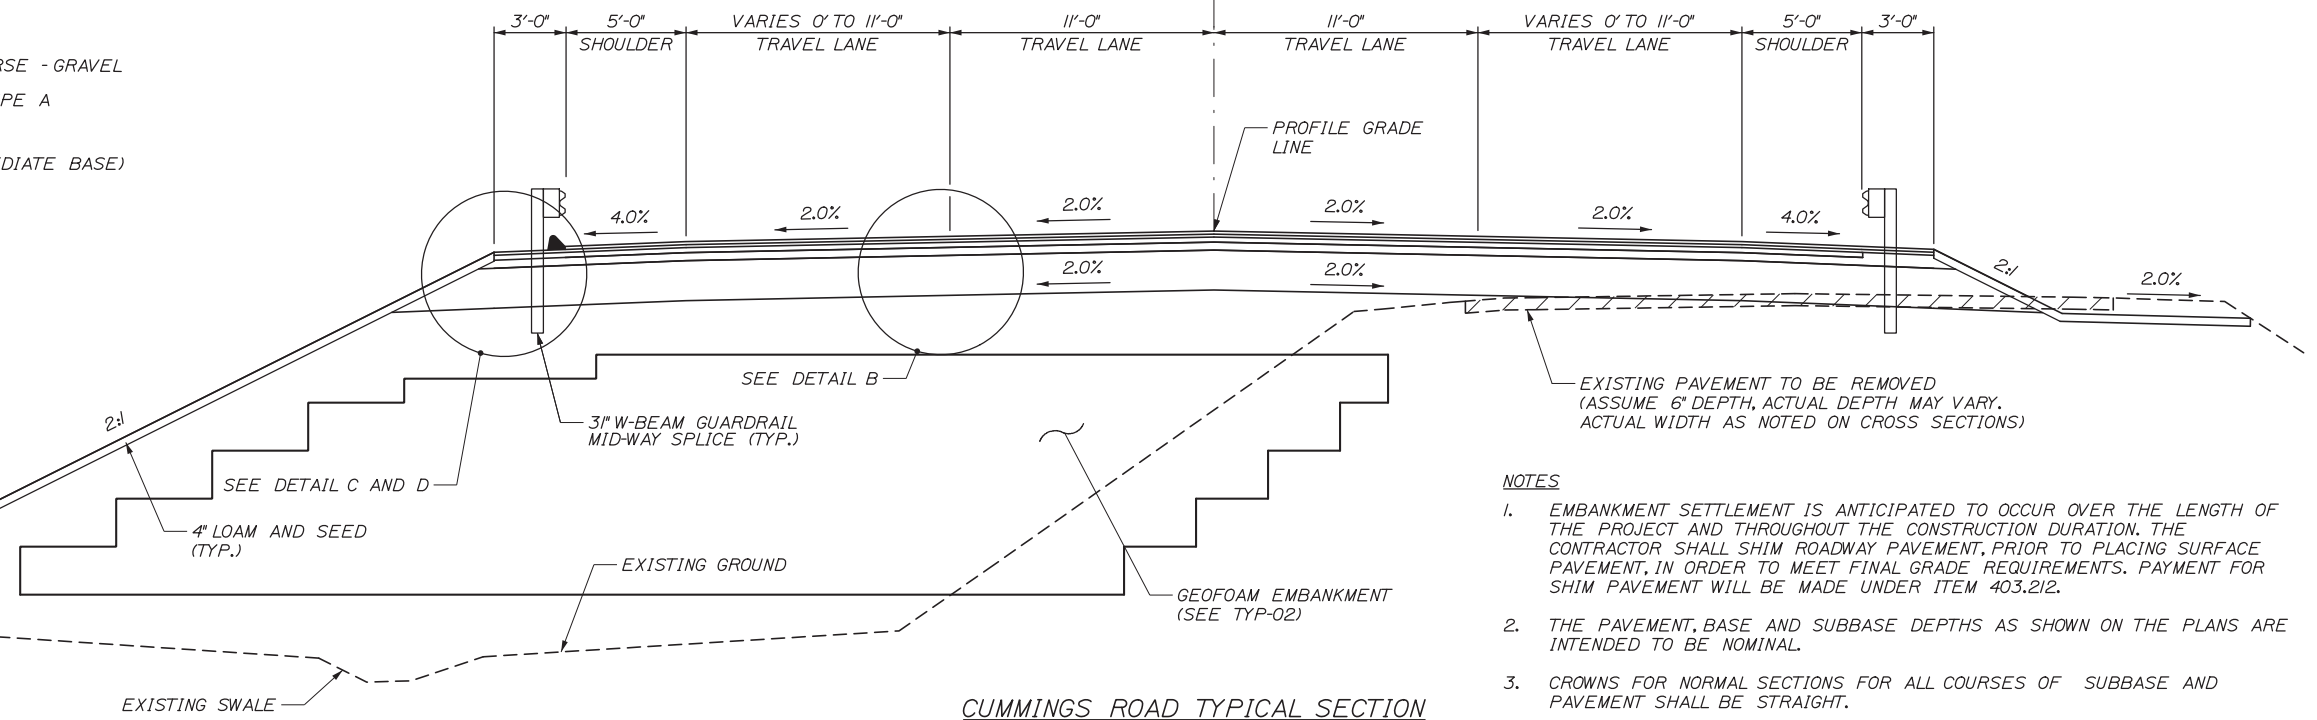 3'-0" 5'-0" VARIES 0' TO 11'-0" 11'-0" 11'-0" VARIES 0' TO 11'-0" 5'-0" 3'-0"
SHOULDER TRAVEL LANE TRAVEL LANE TRAVEL LANE TRAVEL LANE SHOULDER
- GRAVEL
A
BASE)
PROFILE GRADE
LINE
4.0% 2.0% 2.0% 2.0% 2.0% 4.0%
2.0% 2.0% 2:1 2.0%
2:1
SEE DETAIL B
31" W-BEAM GUARDRAIL
MID-WAY SPLICE (TYP.)
EXISTING PAVEMENT TO BE REMOVED
(ASSUME 6" DEPTH, ACTUAL DEPTH MAY VARY.
ACTUAL WIDTH AS NOTED ON CROSS SECTIONS)
SEE DETAIL C AND D
4" LOAM AND SEED
(TYP.)
EXISTING GROUND
GEOFOAM EMBANKMENT
(SEE TYP-02)
EXISTING SWALE
NOTES
1. EMBANKMENT SETTLEMENT IS ANTICIPATED TO OCCUR OVER THE LENGTH OF
THE PROJECT AND THROUGHOUT THE CONSTRUCTION DURATION. THE
CONTRACTOR SHALL SHIM ROADWAY PAVEMENT, PRIOR TO PLACING SURFACE
PAVEMENT, IN ORDER TO MEET FINAL GRADE REQUIREMENTS. PAYMENT FOR
SHIM PAVEMENT WILL BE MADE UNDER ITEM 403.212.
2. THE PAVEMENT, BASE AND SUBBASE DEPTHS AS SHOWN ON THE PLANS ARE
INTENDED TO BE NOMINAL.
3. CROWNS FOR NORMAL SECTIONS FOR ALL COURSES OF SUBBASE AND
PAVEMENT SHALL BE STRAIGHT.
CUMMINGS ROAD TYPICAL SECTION